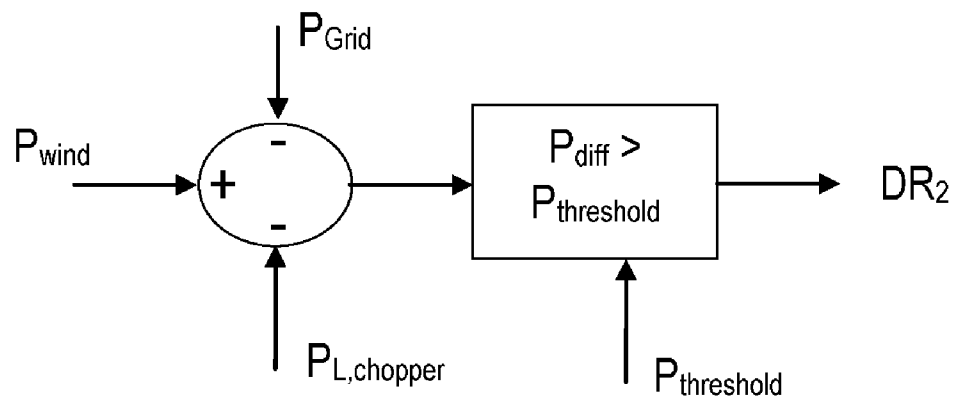 P_Grid
P_wind
-
+
-
P_diff >
P_threshold
DR_2
P_L,chopper
P_threshold